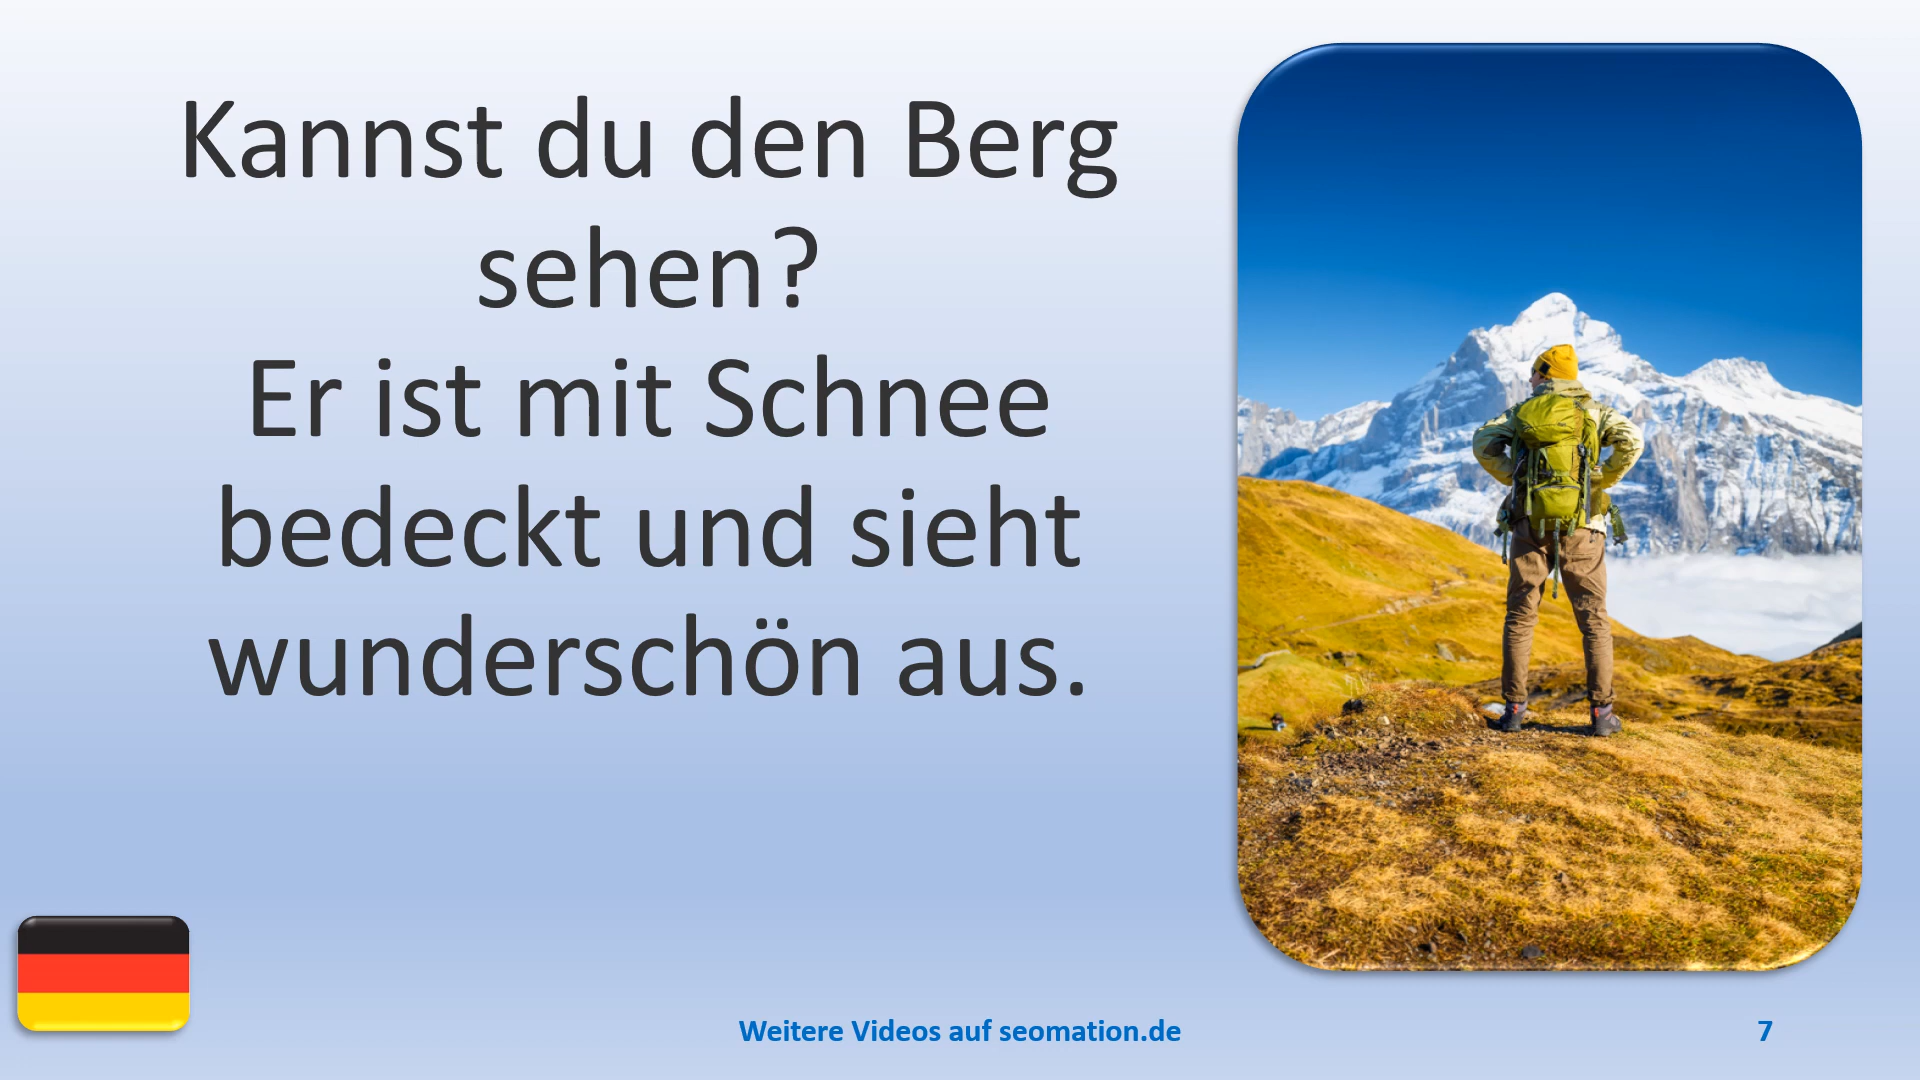 Kannst du den Berg
sehen?
Er ist mit Schnee
bedeckt und sieht
wunderschön aus.
Weitere Videos auf seomation.de
7